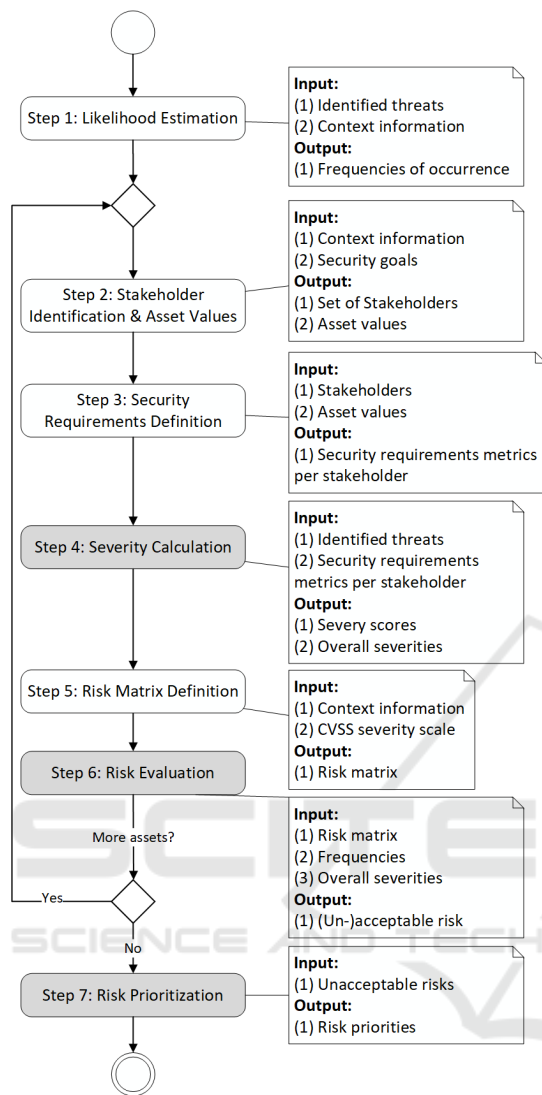 Step 1: Likelihood Estimation
Input:
(1) Identified threats
(2) Context information
Output:
(1) Frequencies of occurrence
Step 2: Stakeholder
Identification & Asset Values
Input:
(1) Context information
(2) Security goals
Output:
(1) Set of Stakeholders
(2) Asset values
Step 3: Security
Requirements Definition
Input:
(1) Stakeholders
(2) Asset values
Output:
(1) Security requirements metrics
per stakeholder
Step 4: Severity Calculation
Input:
(1) Identified threats
(2) Security requirements
metrics per stakeholder
Output:
(1) Severy scores
(2) Overall severities
Step 5: Risk Matrix Definition
Input:
(1) Context information
(2) CVSS severity scale
Output:
(1) Risk matrix
Step 6: Risk Evaluation
Input:
(1) Risk matrix
(2) Frequencies
(3) Overall severities
Output:
(1) (Un-)acceptable risk
More assets?
Yes
No
Step 7: Risk Prioritization
Input:
(1) Unacceptable risks
Output:
(1) Risk priorities
SCITE
SCIENCE AND TECH